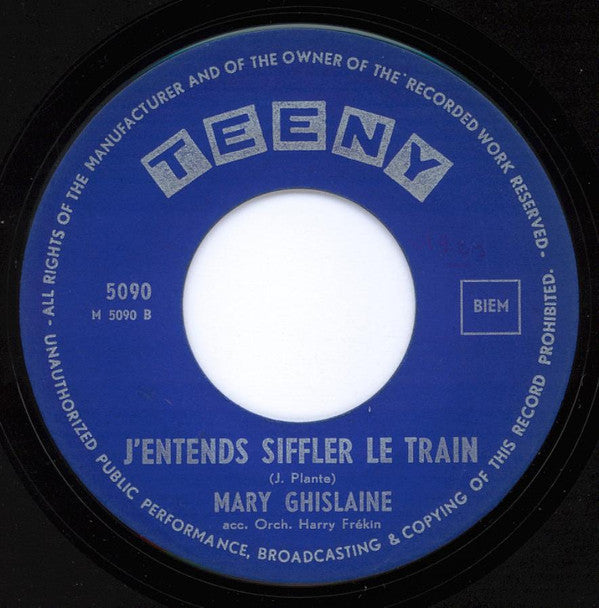 - ALL RIGHTS OF THE MANUFACTURER AND OF THE OWNER OF THE RECORDED WORK RESERVED -
TEENY
5090
M 5090 B
BIEM
J'ENTENDS SIFFLER LE TRAIN
(J. Plante)
MARY GHISLAINE
acc. Orch. Harry Frékin
UNAUTHORIZED PUBLIC PERFORMANCE, BROADCASTING & COPYING OF THIS RECORD PROHIBITED.